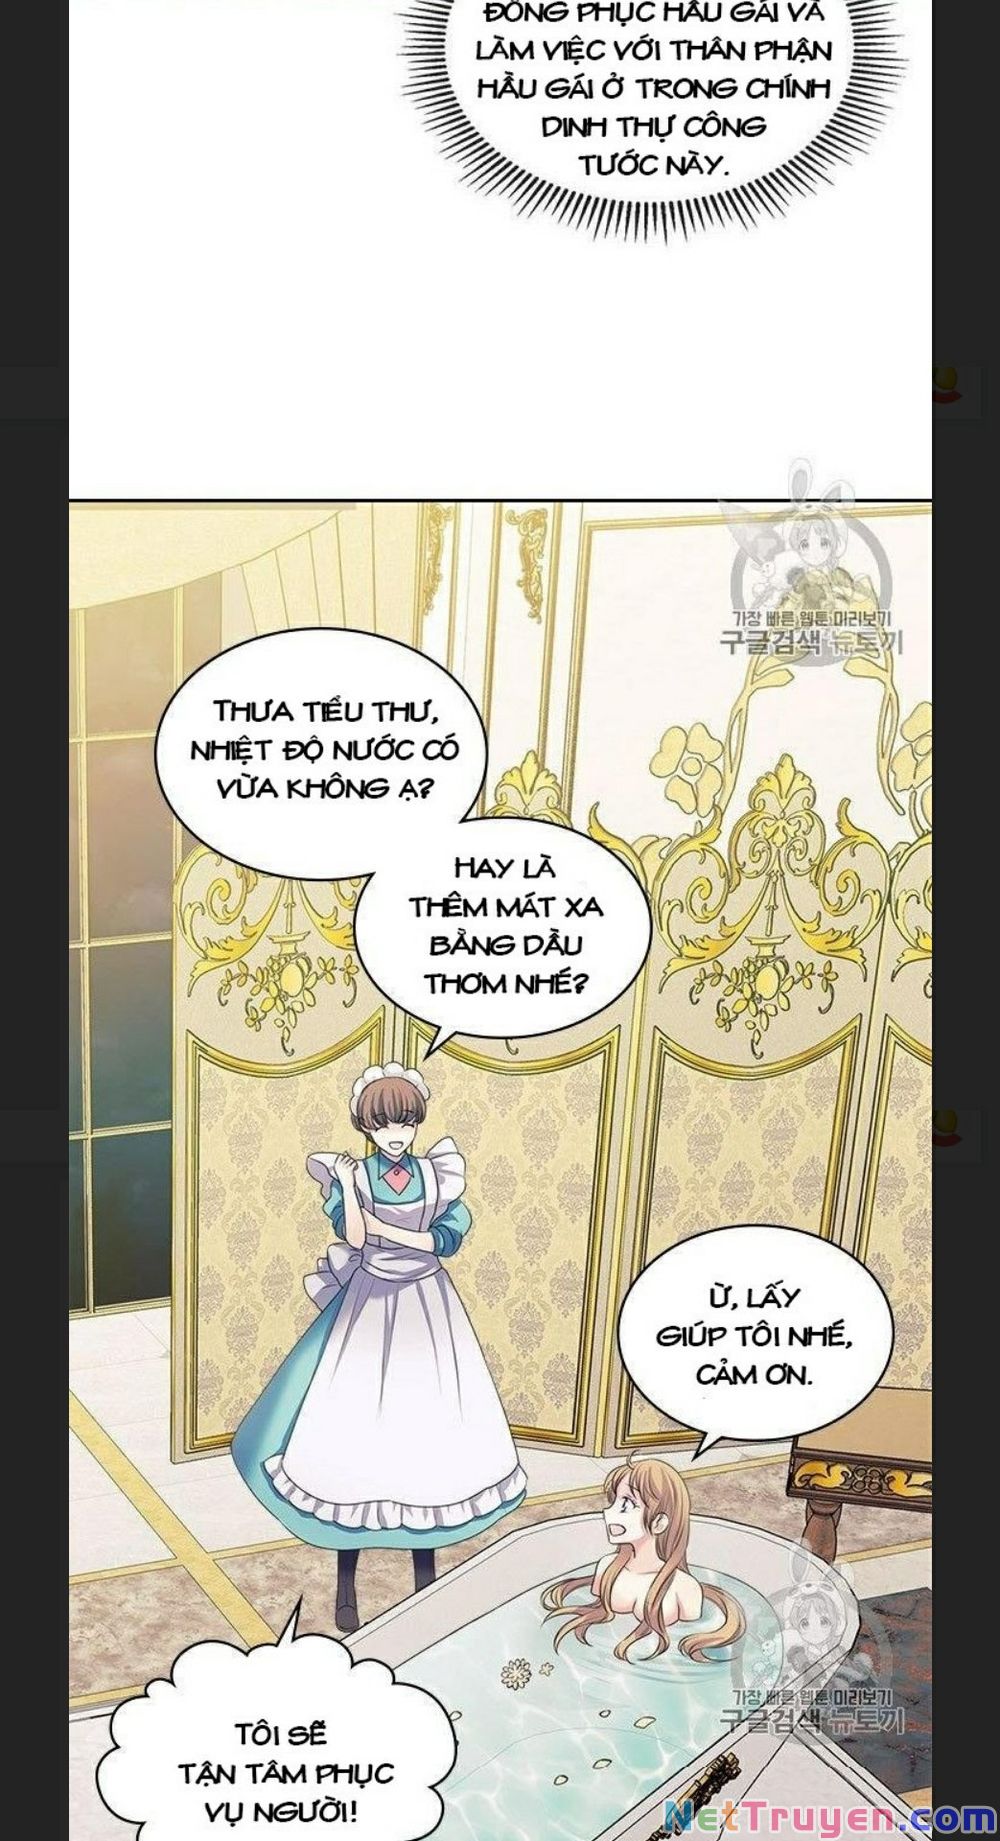 ĐỒNG PHỤC HẦU GÁI VÀ
LÀM VIỆC VỚI THÂN PHẬN
HẦU GÁI Ở TRONG CHÍNH
DINH THỰ CÔNG
TƯỚC NÀY.
가장 빠른 웹툰 미리보기
구글검색 뉴토끼
THƯA TIỂU THƯ,
NHIỆT ĐỘ NƯỚC CÓ
VỪA KHÔNG Ạ?
HAY LÀ
THÊM MÁT XA
BẰNG DẦU
THƠM NHÉ?
Ừ, LẤY
GIÚP TÔI NHÉ,
CẢM ƠN.
가장 빠른 웹툰 미리보기
구글검색 뉴토끼
TÔI SẼ
TẬN TÂM PHỤC
VỤ NGƯỜI!
NetTruyen.com